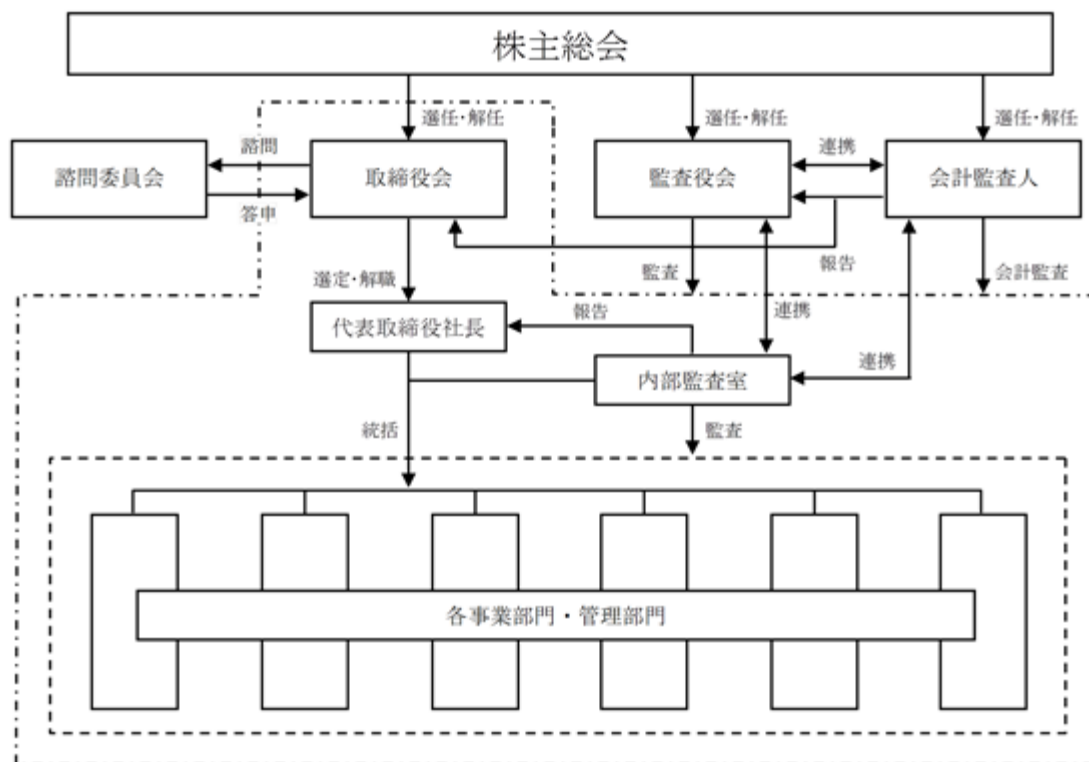 株主総会
選任・解任
選任・解任
選任・解任
諮問委員会
諮問
答申
取締役会
監査役会
連携
会計監査人
報告
選定・解職
監査
会計監査
代表取締役社長
報告
連携
連携
内部監査室
統括
監査
各事業部門・管理部門